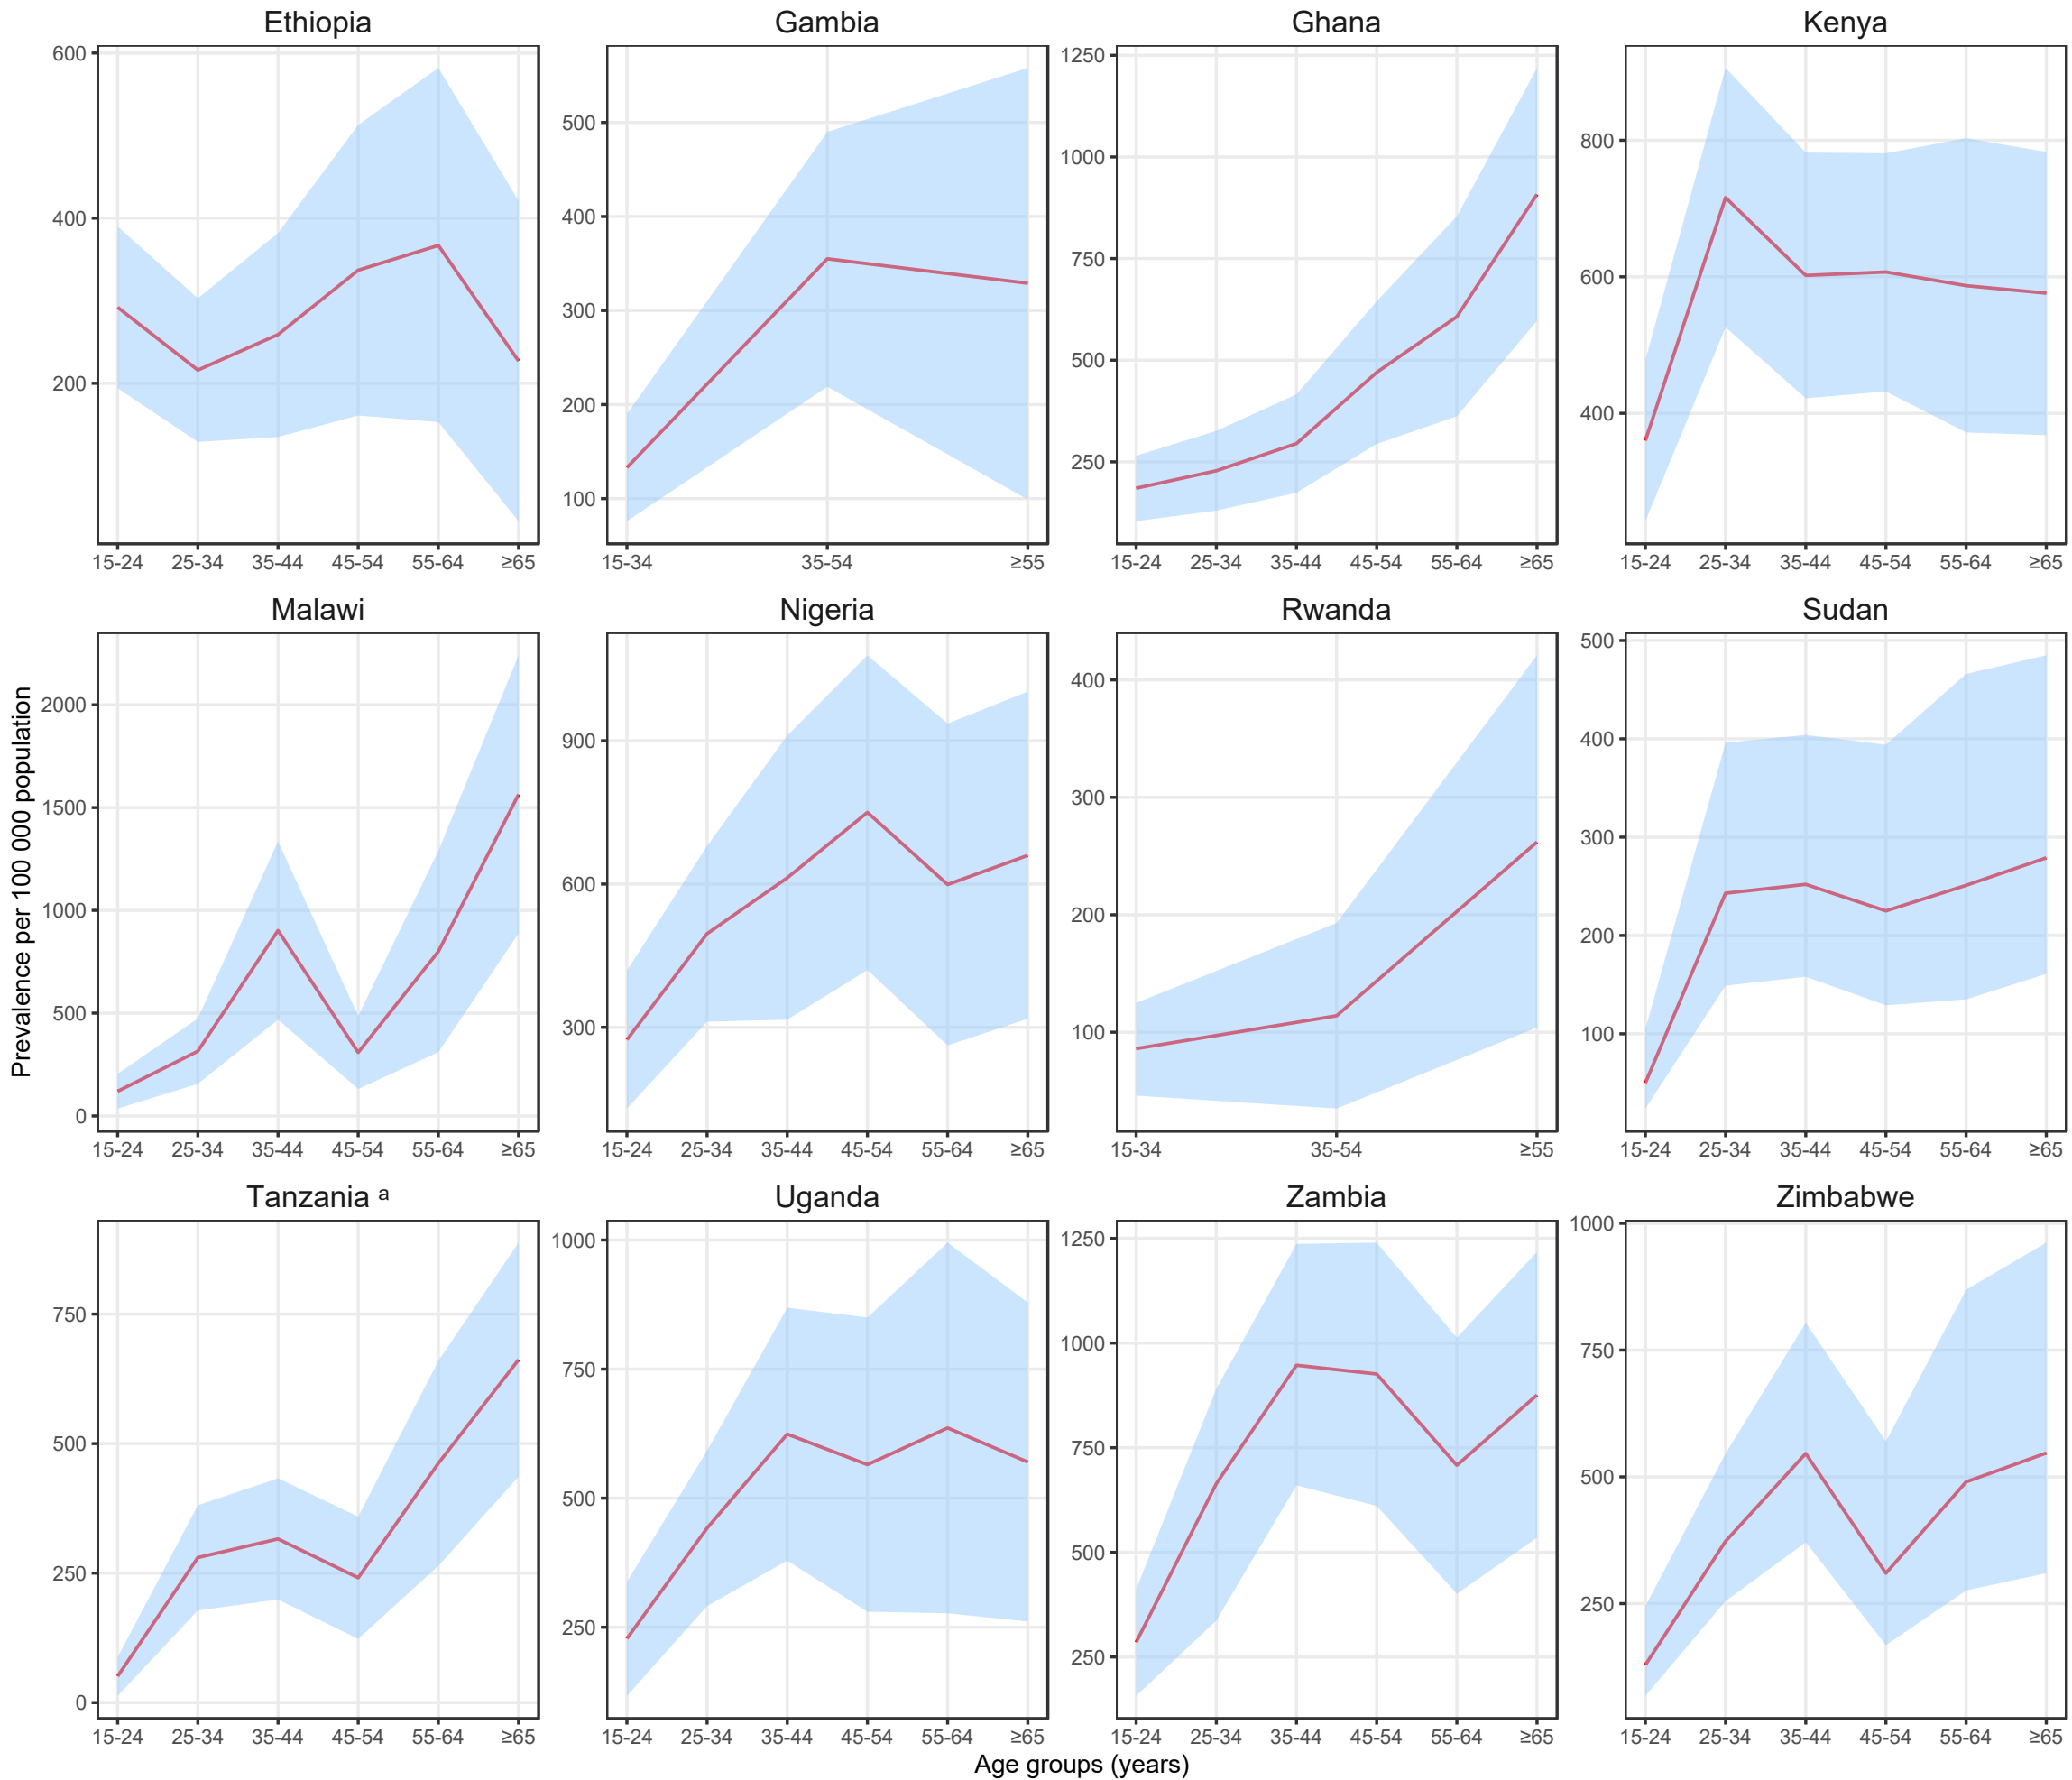 Ethiopia Gambia Ghana Kenya
600
400
200
15-24 25-34 35-44 45-54 55-64 ≥65
500
400
300
200
100
15-34 35-54 ≥55
1250
1000
750
500
250
15-24 25-34 35-44 45-54 55-64 ≥65
800
600
400
15-24 25-34 35-44 45-54 55-64 ≥65
Prevalence per 100 000 population
Malawi Nigeria Rwanda Sudan
2000
1500
1000
500
0
15-24 25-34 35-44 45-54 55-64 ≥65
900
600
300
15-24 25-34 35-44 45-54 55-64 ≥65
400
300
200
100
15-34 35-54 ≥55
500
400
300
200
100
15-24 25-34 35-44 45-54 55-64 ≥65
Tanzania ᵃ Uganda Zambia Zimbabwe
750
500
250
0
15-24 25-34 35-44 45-54 55-64 ≥65
1000
750
500
250
15-24 25-34 35-44 45-54 55-64 ≥65
1250
1000
750
500
250
15-24 25-34 35-44 45-54 55-64 ≥65
1000
750
500
250
15-24 25-34 35-44 45-54 55-64 ≥65
Age groups (years)